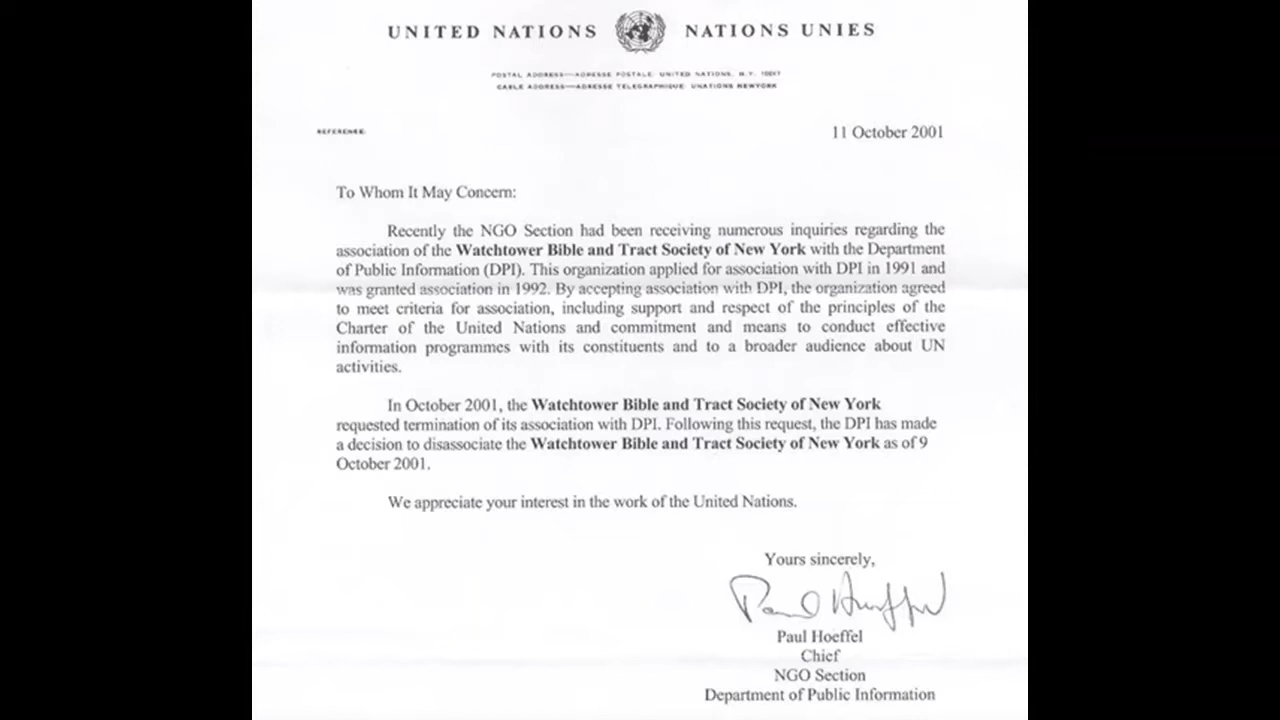 UNITED NATIONS NATIONS UNIES
POSTAL ADDRESS—ADRESSE POSTALE: UNITED NATIONS, N.Y. 10017
CABLE ADDRESS—ADRESSE TELEGRAPHIQUE: UNATIONS NEWYORK
REFERENCE: 11 October 2001
To Whom It May Concern:
Recently the NGO Section had been receiving numerous inquiries regarding the
association of the Watchtower Bible and Tract Society of New York with the Department
of Public Information (DPI). This organization applied for association with DPI in 1991 and
was granted association in 1992. By accepting association with DPI, the organization agreed
to meet criteria for association, including support and respect of the principles of the
Charter of the United Nations and commitment and means to conduct effective
information programmes with its constituents and to a broader audience about UN
activities.
In October 2001, the Watchtower Bible and Tract Society of New York
requested termination of its association with DPI. Following this request, the DPI has made
a decision to disassociate the Watchtower Bible and Tract Society of New York as of 9
October 2001.
We appreciate your interest in the work of the United Nations.
Yours sincerely,
Paul Hoeffel
Paul Hoeffel
Chief
NGO Section
Department of Public Information